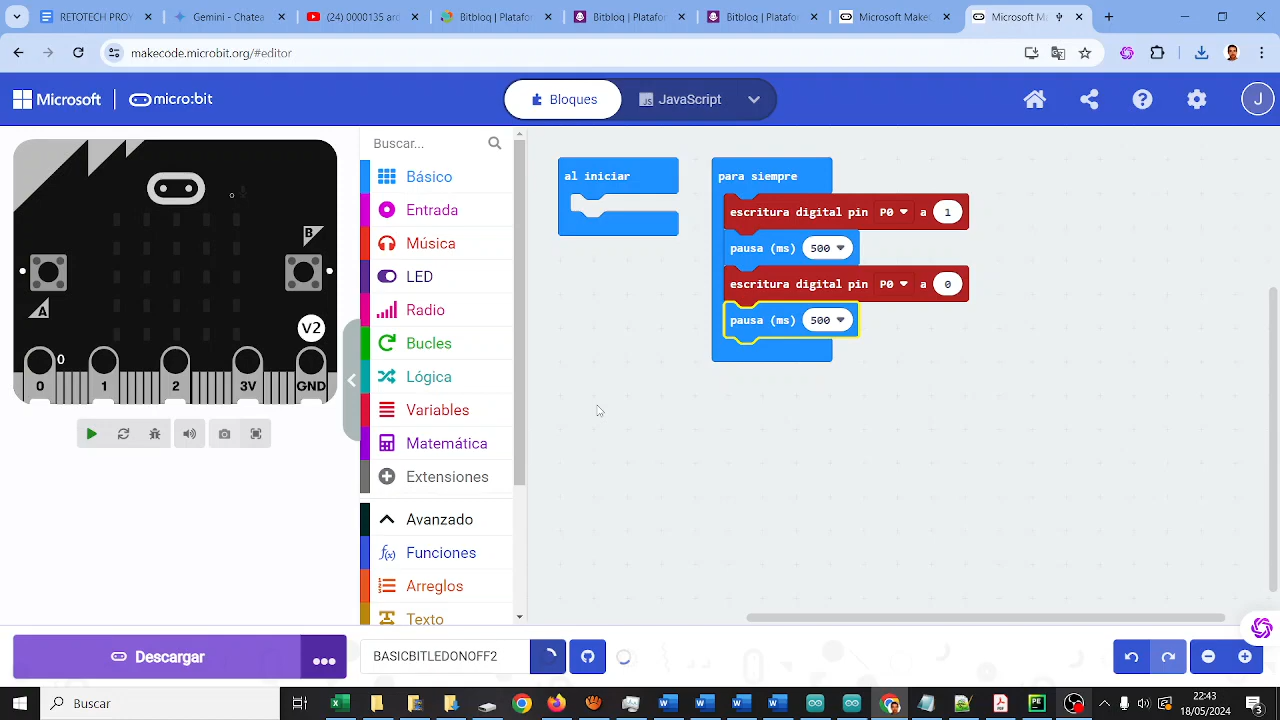 RETOTECH PROY
Gemini - Chatea
(24) 0000135 arc
Bitbloq | Platafor
Bitbloq | Platafor
Bitbloq | Platafor
Microsoft Make
Microsoft M
makecode.microbit.org/#editor
Microsoft
micro:bit
Bloques
JS JavaScript
J
B
A
V2
0
0 1 2 3V GND
Buscar...
Básico
Entrada
Música
LED
Radio
Bucles
Lógica
Variables
Matemática
Extensiones
Avanzado
f(x) Funciones
Arreglos
Texto
al iniciar
para siempre
escritura digital pin P0 a 1
pausa (ms) 500
escritura digital pin P0 a 0
pausa (ms) 500
Descargar
BASICBITLEDONOFF2
Buscar
22:43
18/05/2024